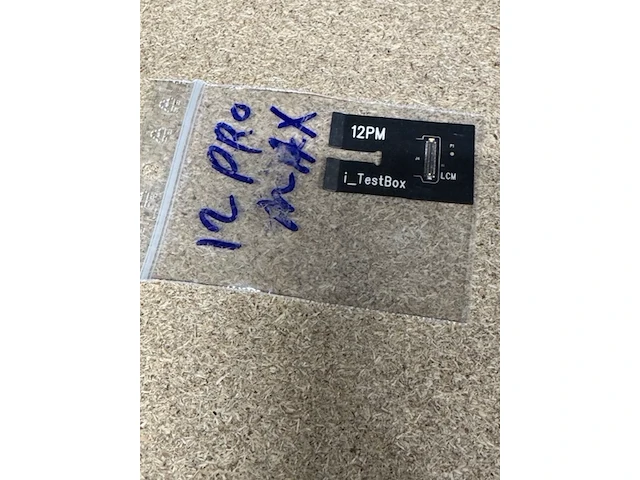 12 PRO
MAX
12PM
i_TestBox
LCM